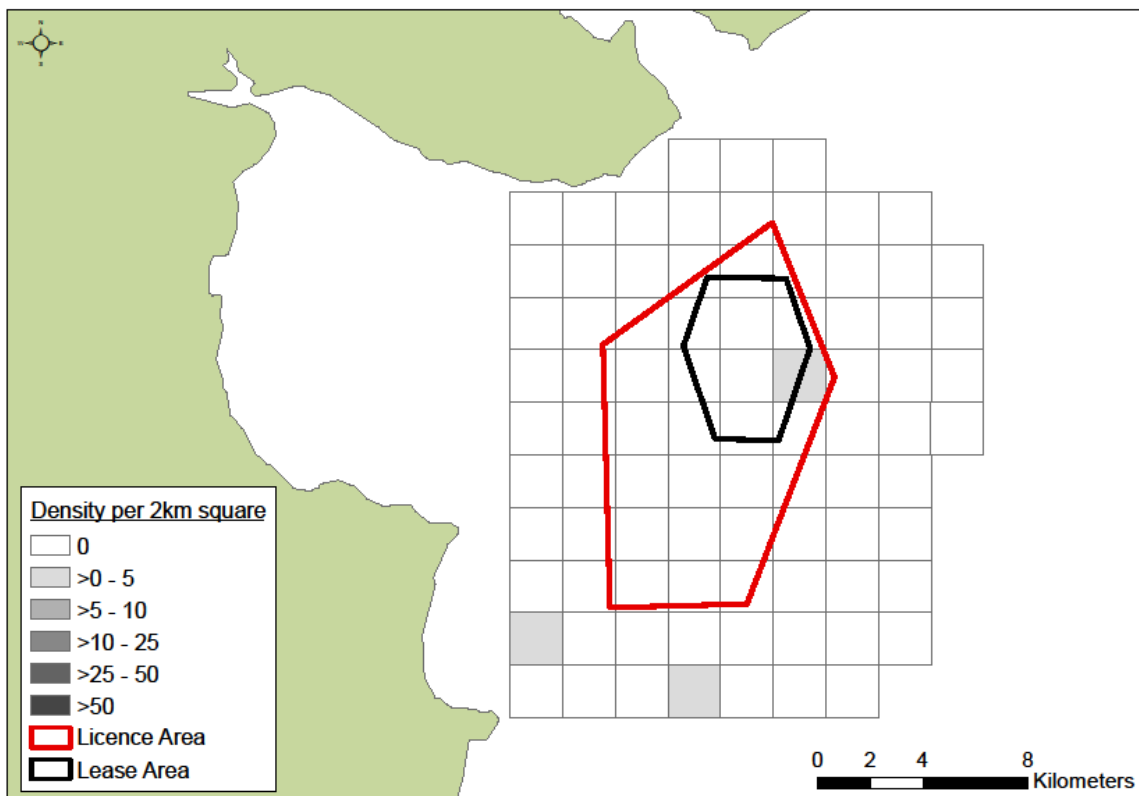 N
W E
S
Density per 2km square
0
>0 - 5
>5 - 10
>10 - 25
>25 - 50
>50
Licence Area
Lease Area
0 2 4 8
Kilometers